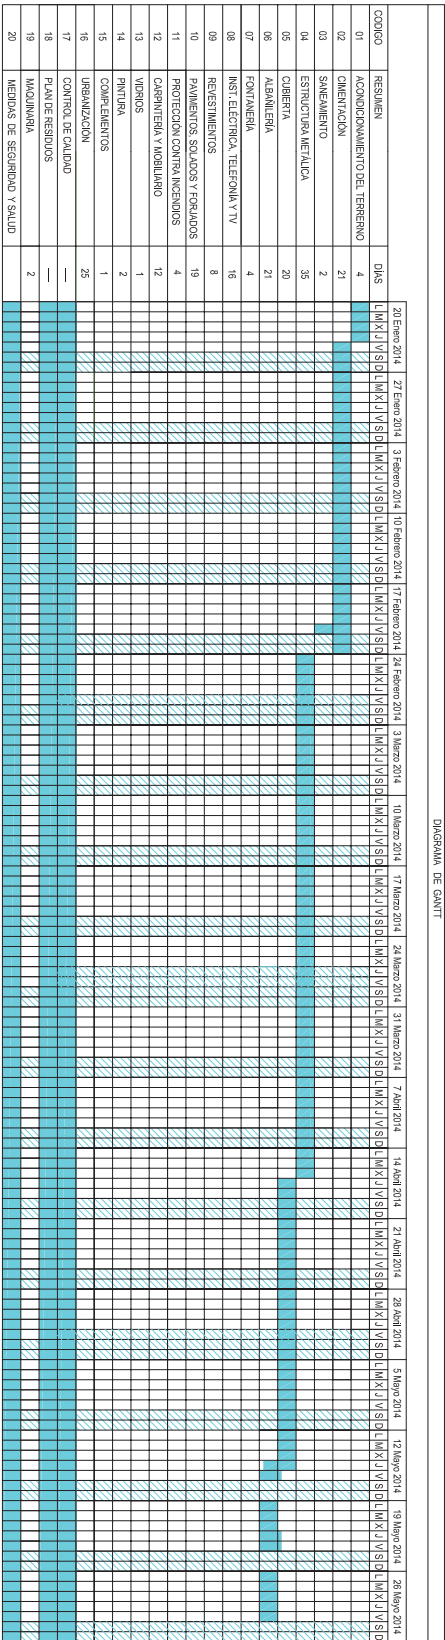 DIAGRAMA DE GANTT
20 Enero 2014 27 Enero 2014 3 Febrero 2014 10 Febrero 2014 17 Febrero 2014 24 Febrero 2014 3 Marzo 2014 10 Marzo 2014 17 Marzo 2014 24 Marzo 2014 31 Marzo 2014 7 Abril 2014 14 Abril 2014 21 Abril 2014 28 Abril 2014 5 Mayo 2014 12 Mayo 2014 19 Mayo 2014 26 Mayo 2014
CODIGO RESUMEN DÍAS L M X J V S D L M X J V S D L M X J V S D L M X J V S D L M X J V S D L M X J V S D L M X J V S D L M X J V S D L M X J V S D L M X J V S D L M X J V S D L M X J V S D L M X J V S D L M X J V S D L M X J V S D L M X J V S D L M X J V S D L M X J V S D L M X J V S D
01 ACONDICIONAMIENTO DEL TERRERNO 4
02 CIMENTACIÓN 21
03 SANEAMIENTO 2
04 ESTRUCTURA METÁLICA 35
05 CUBIERTA 20
06 ALBAÑILERÍA 21
07 FONTANERÍA 4
08 INST. ELÉCTRICA, TELEFONÍA Y TV 16
09 REVESTIMIENTOS 8
10 PAVIMENTOS, SOLADOS Y FORJADOS 19
11 PROTECCIÓN CONTRA INCENDIOS 4
12 CARPINTERÍA Y MOBILIARIO 12
13 VIDRIOS 1
14 PINTURA 2
15 COMPLEMENTOS 1
16 URBANIZACIÓN 25
17 CONTROL DE CALIDAD —
18 PLAN DE RESIDUOS —
19 MAQUINARIA 2
20 MEDIDAS DE SEGURIDAD Y SALUD